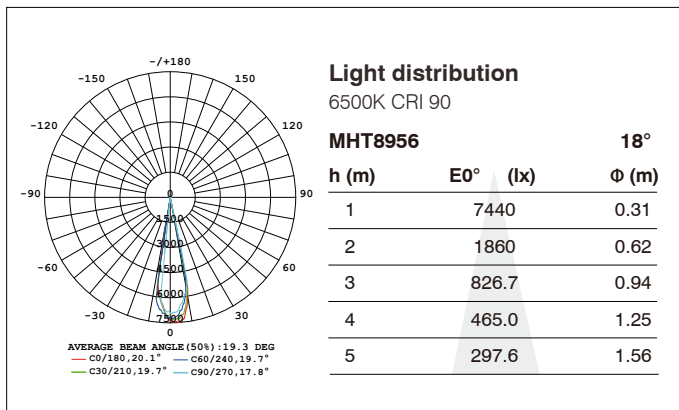 -/+180
-150 150
-120 120
-90 90
-60 60
-30 30
0
0
1500
3000
4500
6000
7500
AVERAGE BEAM ANGLE(50%):19.3 DEG
C0/180,20.1° C60/240,19.7°
C30/210,19.7° C90/270,17.8°
Light distribution
6500K CRI 90
MHT8956 18°
h (m) E0° (lx) Φ (m)
1 7440 0.31
2 1860 0.62
3 826.7 0.94
4 465.0 1.25
5 297.6 1.56